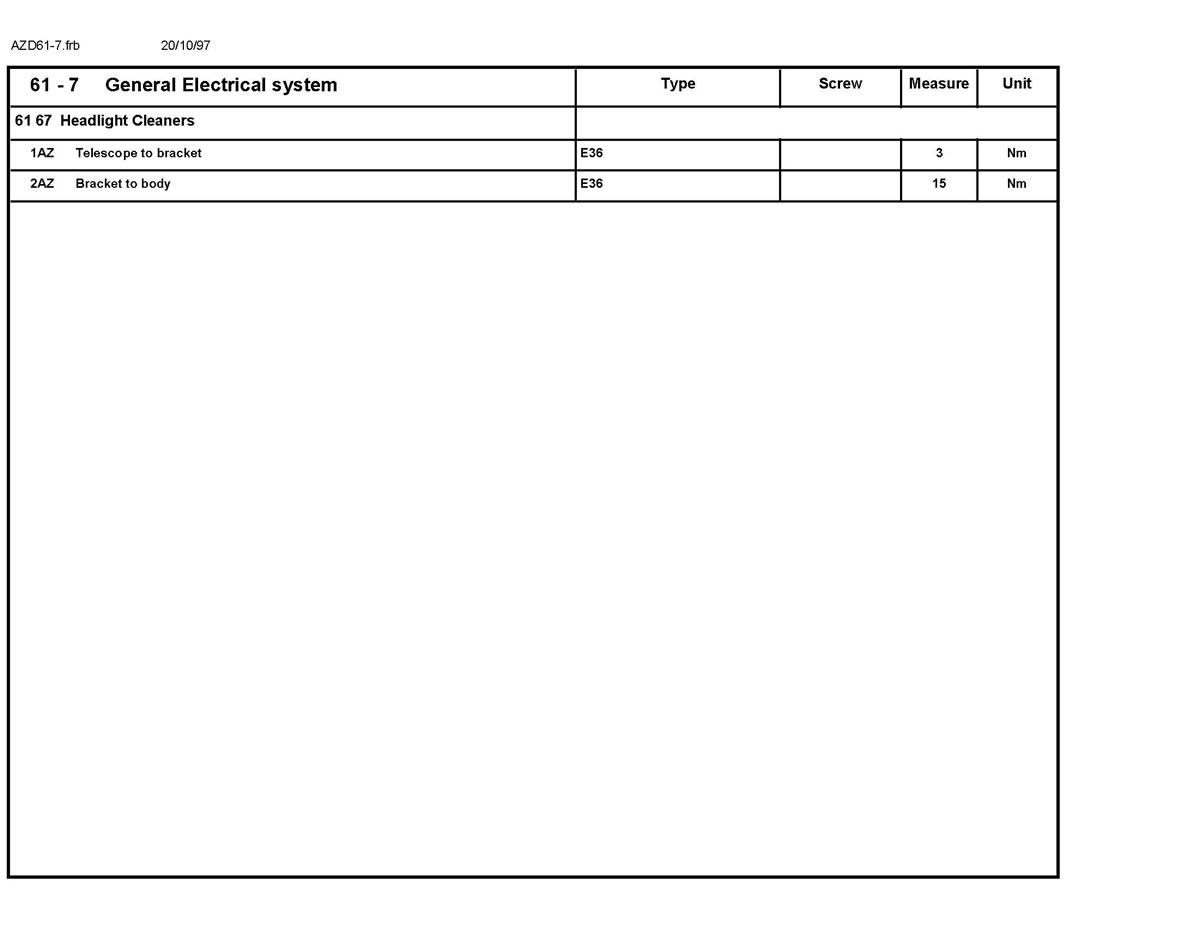 AZD61-7.frb 20/10/97
61 - 7 General Electrical system Type Screw Measure Unit
61 67 Headlight Cleaners
1AZ Telescope to bracket E36 3 Nm
2AZ Bracket to body E36 15 Nm